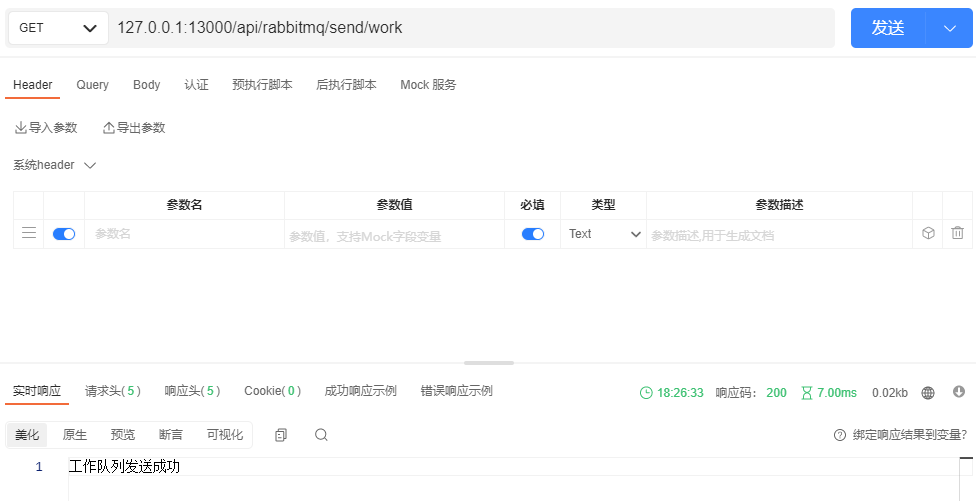 GET 127.0.0.1:13000/api/rabbitmq/send/work 发送
Header Query Body 认证 预执行脚本 后执行脚本 Mock 服务
导入参数 导出参数
系统header
参数名 参数值 必填 类型 参数描述
参数名 参数值，支持Mock字段变量 Text 参数描述,用于生成文档
实时响应 请求头(5) 响应头(5) Cookie(0) 成功响应示例 错误响应示例 18:26:33 响应码： 200 7.00ms 0.02kb
美化 原生 预览 断言 可视化 绑定响应结果到变量?
1 工作队列发送成功